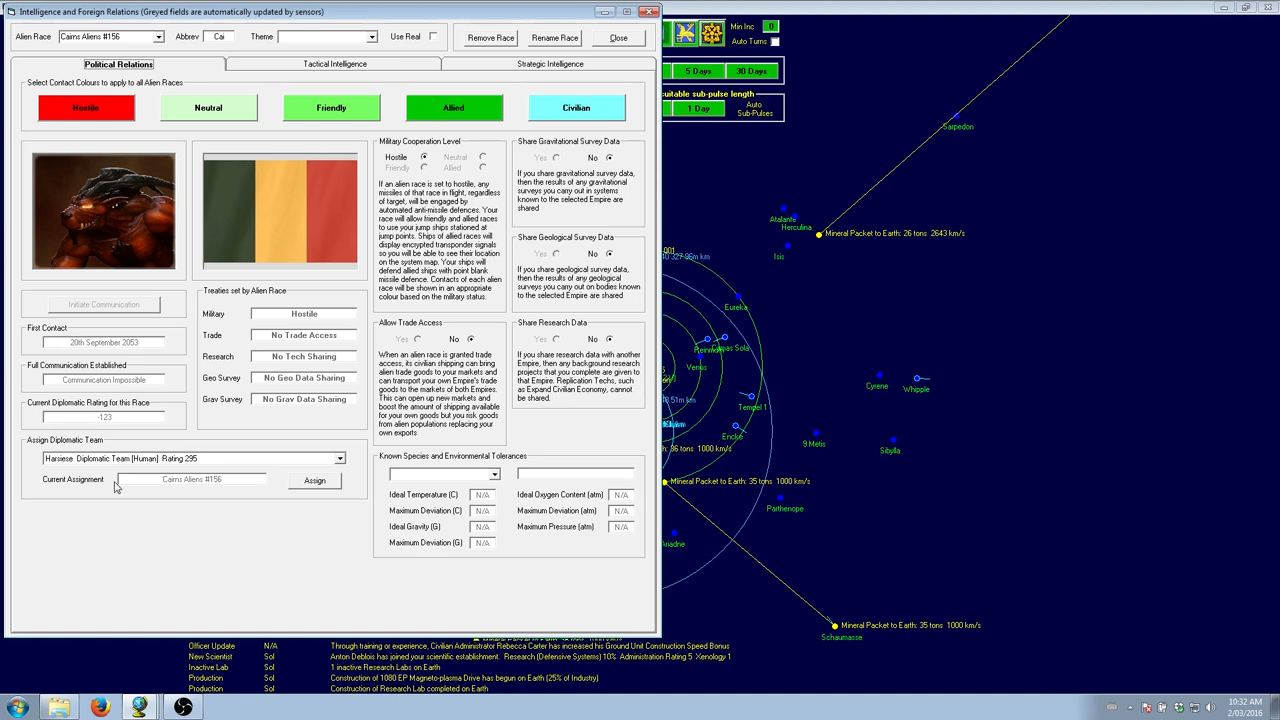 Intelligence and Foreign Relations (Greyed fields are automatically updated by sensors)
Alien Race Cairns Aliens #156 Abbrev Cai Theme Use Real Remove Race Rename Race Close
Political Relations Tactical Intelligence Strategic Intelligence
Select Contact Colours to apply to all Alien Races
Hostile Neutral Friendly Allied Civilian
Initiate Communication
First Contact
20th September 2053
Full Communication Established
Communication Impossible
Current Diplomatic Rating for this Race
-123
Treaties set by Alien Race
Military Hostile
Trade No Trade Access
Research No Tech Sharing
Geo survey No Geo Data Sharing
Grav Survey No Grav Data Sharing
Assign Diplomatic Team
Harsiese Diplomatic Team [Human] Rating 295
Current Assignment Cairns Aliens #156 Assign
Military Cooperation Level
Hostile Neutral
Friendly Allied
If an alien race is set to hostile, any
missiles of that race in flight, regardless
of target, will be engaged by
automated anti-missile defences. Your
race will allow friendly and allied races
to use your jump ships stationed at
jump points. Ships of allied races will
display encrypted transponder signals
so you will be able to see their location
on the system map. Your ships will
defend allied ships with point blank
missile defence. Contacts of each alien
race will be shown in an appropriate
colour based on the military status.
Allow Trade Access
Yes No
When an alien race is granted trade
access, its civilian shipping can bring
alien trade goods to your markets and
can transport your own Empire's trade
goods to the markets of both Empires.
This can open up new markets and
boost the amount of shipping available
for your own goods but you risk goods
from alien populations replacing your
own exports
Share Gravitational Survey Data
Yes No
If you share gravitational survey data,
then the results of any gravitational
surveys you carry out in systems
known to the selected Empire are
shared
Share Geological Survey Data
Yes No
If you share geological survey data,
then the results of any geological
surveys you carry out on bodies known
to the selected Empire are shared
Share Research Data
Yes No
If you share research data with another
Empire, then any background research
projects that you complete are given to
that Empire. Replication Techs, such
as Expand Civilian Economy, cannot
be shared.
Known Species and Environmental Tolerances
Ideal Temperature (C) N/A Ideal Oxygen Content (atm) N/A
Maximum Deviation (C) N/A Maximum Deviation (atm) N/A
Ideal Gravity (G) N/A Maximum Pressure (atm) N/A
Maximum Deviation (G) N/A
Min Inc 0
Auto Turns
5 Days 30 Days
suitable sub-pulse length
1 Day Auto
Sub-Pulses
Sarpedon
Atalante
Herculina
Mineral Packet to Earth: 26 tons 2643 km/s
Isis
Eureka
Venus
Cyrene
Whipple
Tempel 1
Encke
9 Metis
Sibylla
Mineral Packet to Earth: 35 tons 1000 km/s
Parthenope
Ariadne
Mineral Packet to Earth: 35 tons 1000 km/s
Schaumasse
Officer Update N/A Through training or experience, Civilian Administrator Rebecca Carter has increased his Ground Unit Construction Speed Bonus
New Scientist Sol Anton Deblois has joined your scientific establishment. Research (Defensive Systems) 10% Administration Rating 5 Xenology 1
Inactive Lab Sol 1 inactive Research Labs on Earth
Production Sol Construction of 1080 EP Magneto-plasma Drive has begun on Earth (25% of Industry)
Production Sol Construction of Research Lab completed on Earth
10:32 AM
2/03/2016